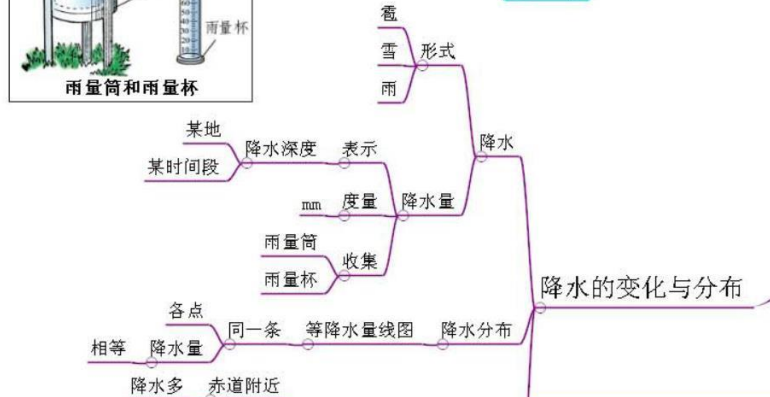 雨量杯
雨量筒和雨量杯
雹
雪
形式
雨
某地
降水深度
表示
降水
某时间段
mm
度量
降水量
雨量筒
收集
雨量杯
降水的变化与分布
各点
同一条
等降水量线图
降水分布
相等
降水量
降水多
赤道附近